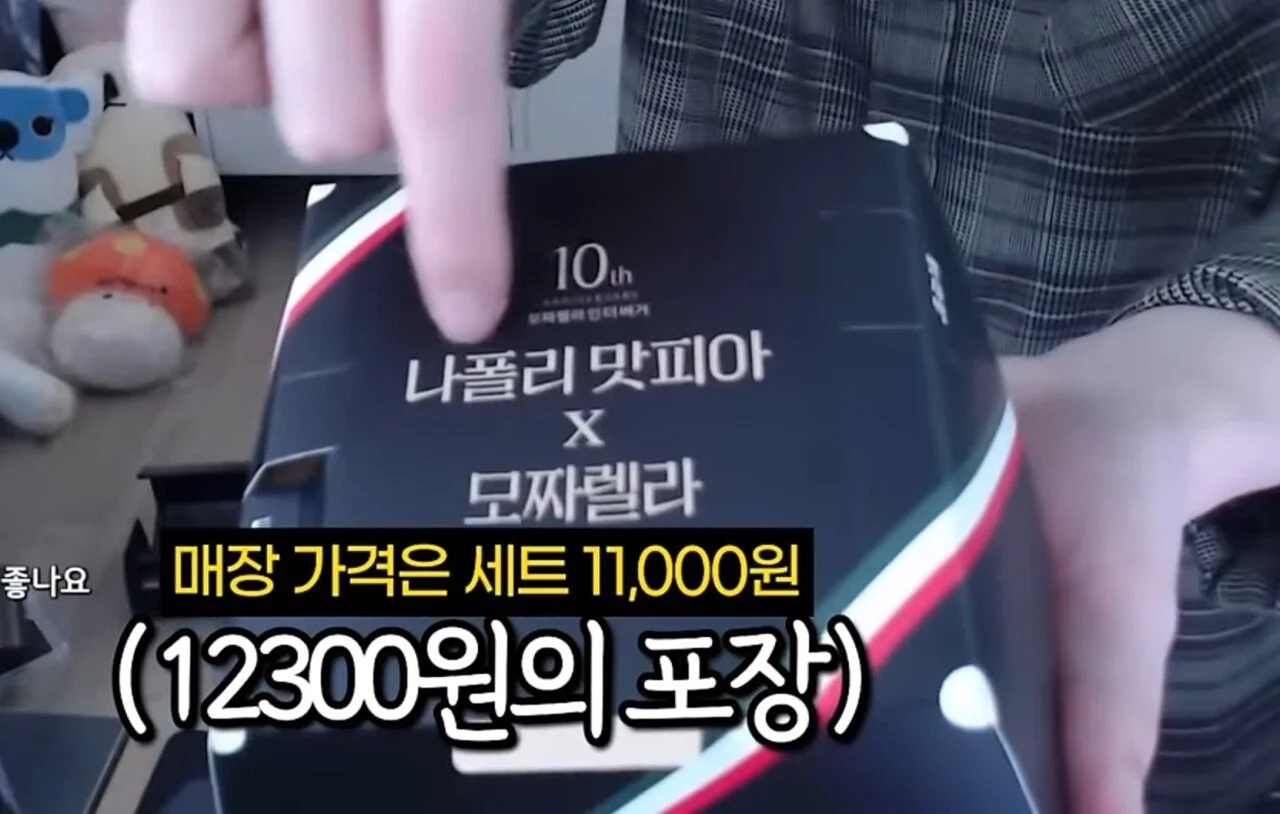 10th
모짜렐라 인 더 버거
나폴리 맛피아
X
모짜렐라
매장 가격은 세트 11,000원
좋나요
(12300원의 포장)